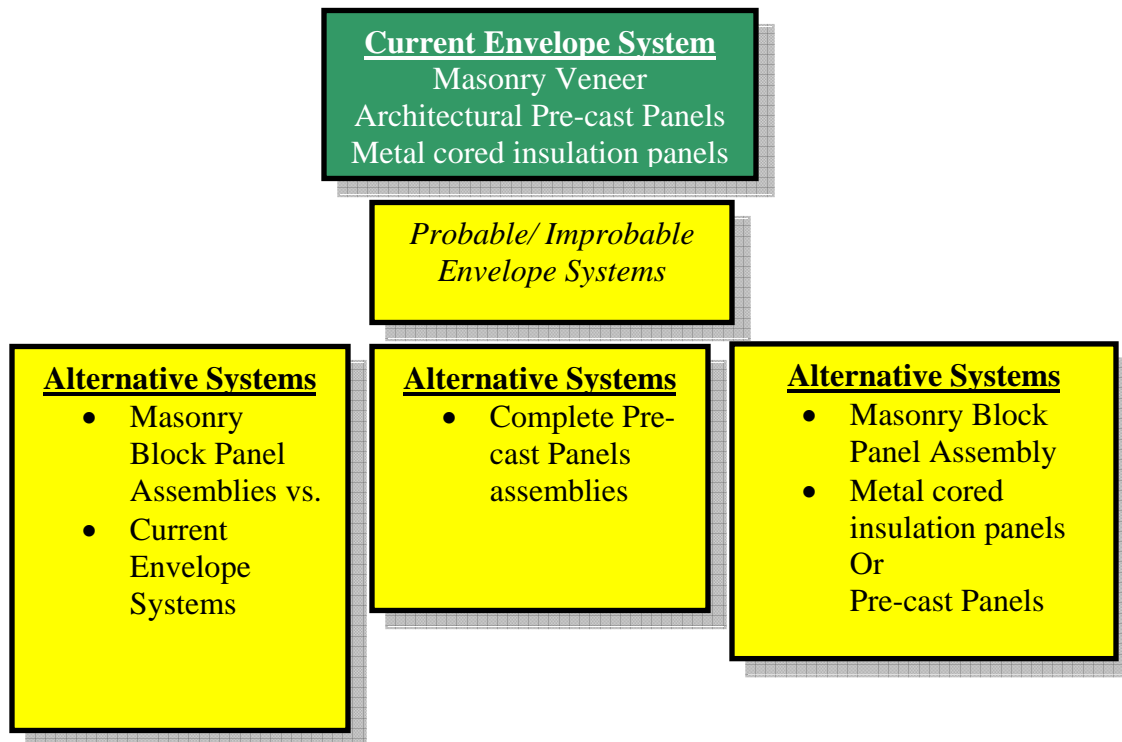 Current Envelope System
Masonry Veneer
Architectural Pre-cast Panels
Metal cored insulation panels
Probable/ Improbable
Envelope Systems
Alternative Systems
• Masonry
Block Panel
Assemblies vs.
• Current
Envelope
Systems
Alternative Systems
• Complete Pre-
cast Panels
assemblies
Alternative Systems
• Masonry Block
Panel Assembly
• Metal cored
insulation panels
Or
Pre-cast Panels